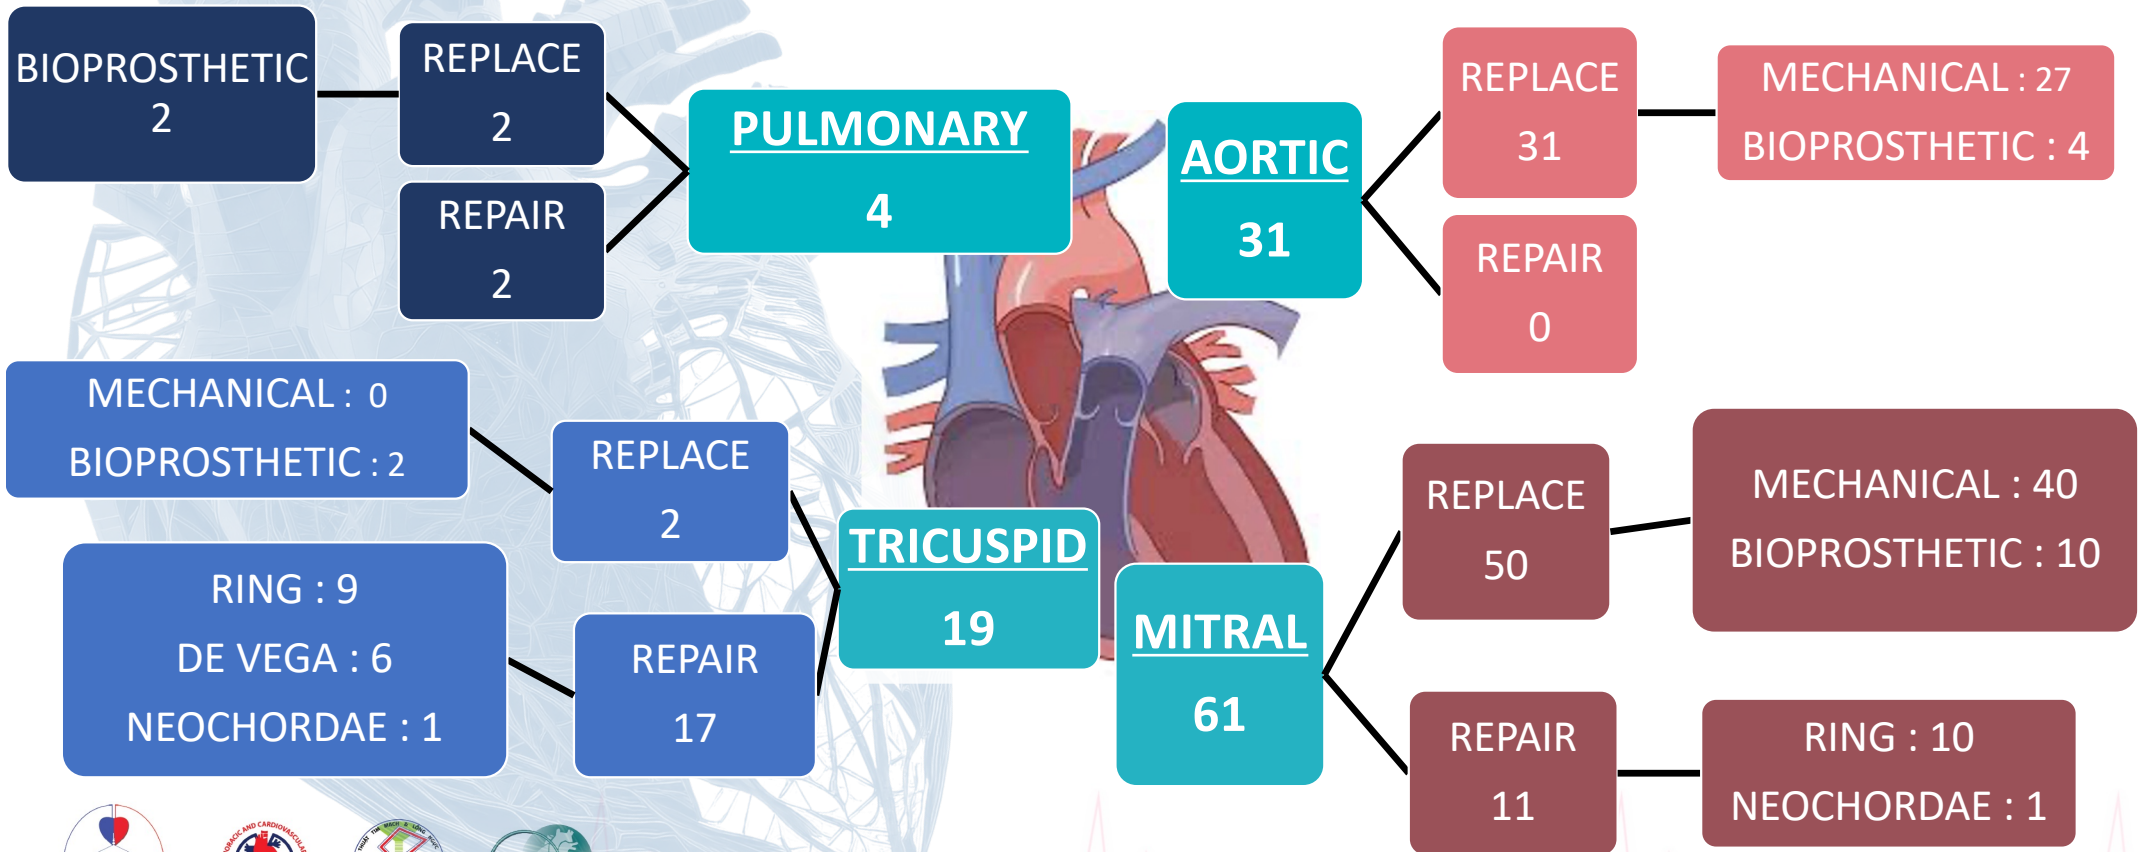 BIOPROSTHETIC
2
REPLACE
2
REPAIR
2
PULMONARY
4
AORTIC
31
REPLACE
31
REPAIR
0
MECHANICAL : 27
BIOPROSTHETIC : 4
MECHANICAL : 0
BIOPROSTHETIC : 2
REPLACE
2
RING : 9
DE VEGA : 6
NEOCHORDAE : 1
REPAIR
17
TRICUSPID
19
MITRAL
61
REPLACE
50
MECHANICAL : 40
BIOPROSTHETIC : 10
REPAIR
11
RING : 10
NEOCHORDAE : 1